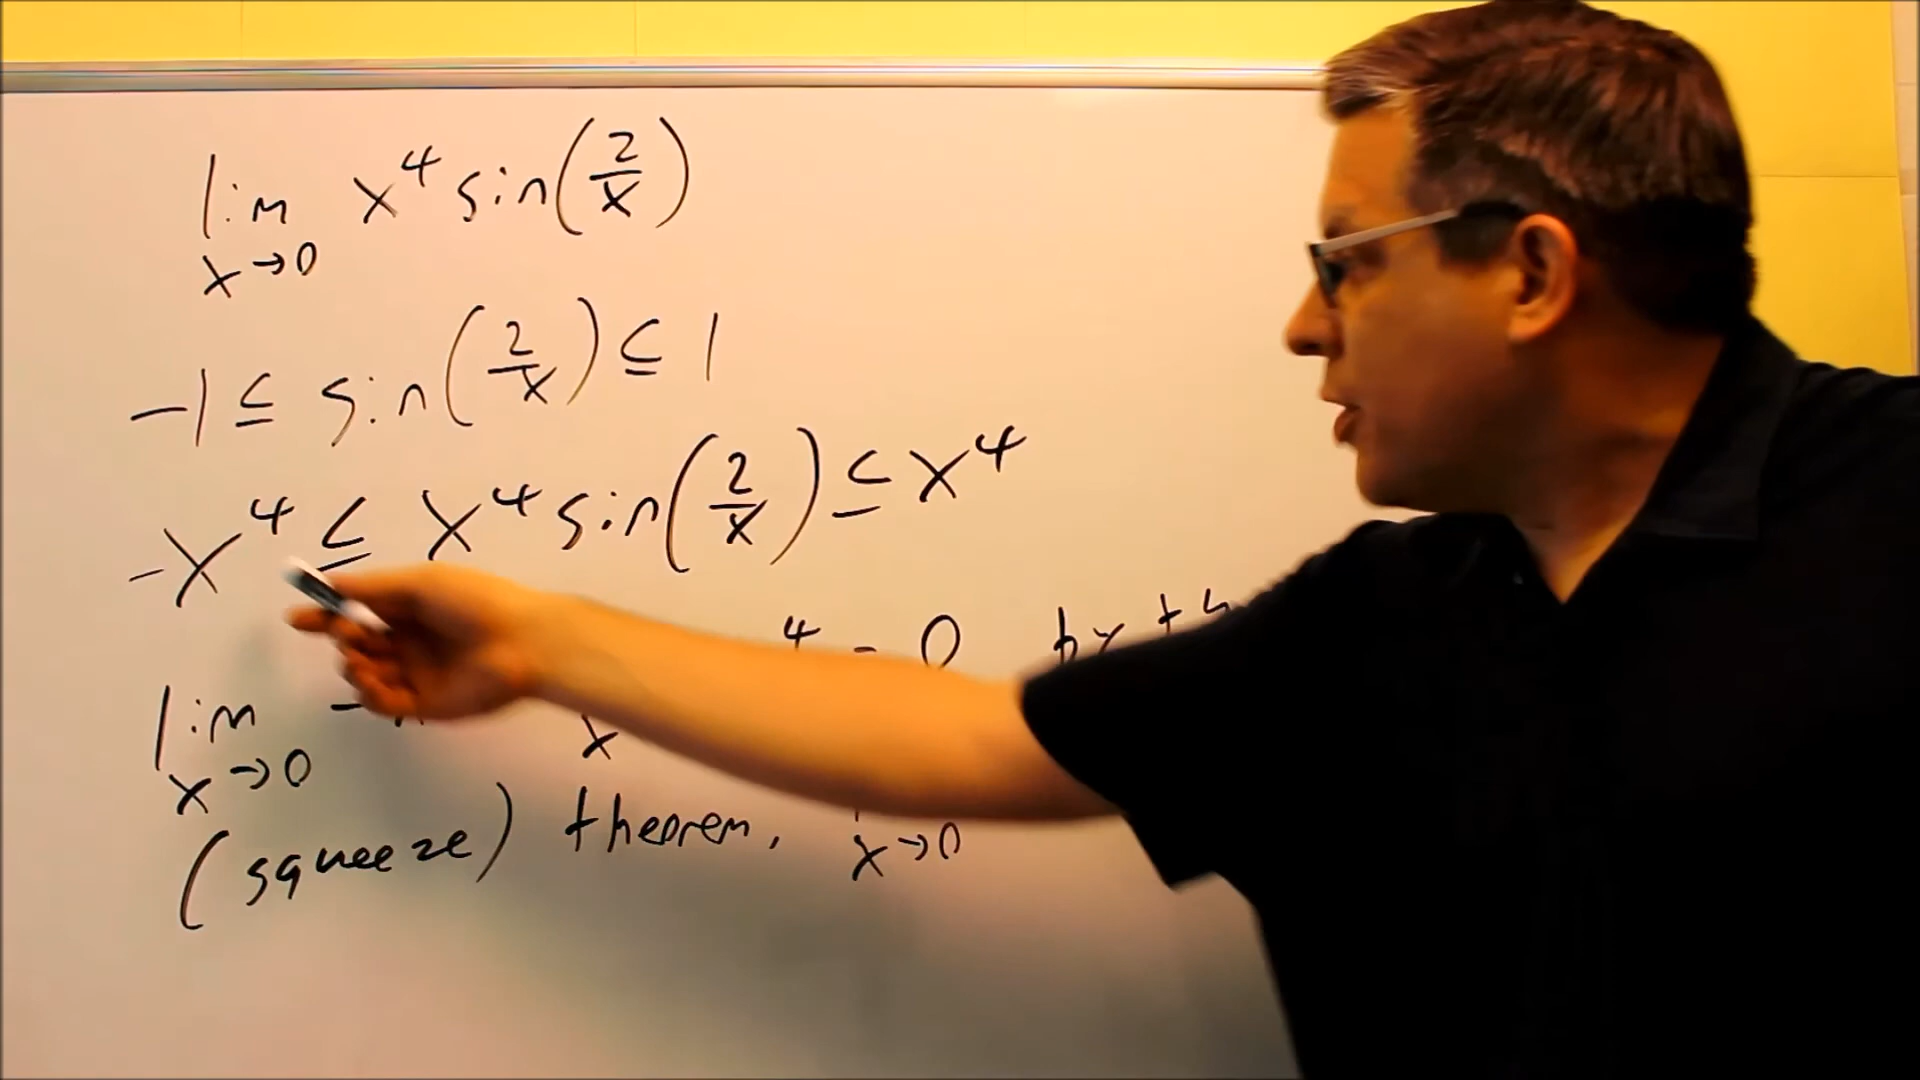 lim x⁴ sin(2/x)
x→0
-1 ≤ sin(2/x) ≤ 1
-x⁴ ≤ x⁴ sin(2/x) ≤ x⁴
lim - 4 = 0 by th
x→0 x
(squeeze) theorem, x→0